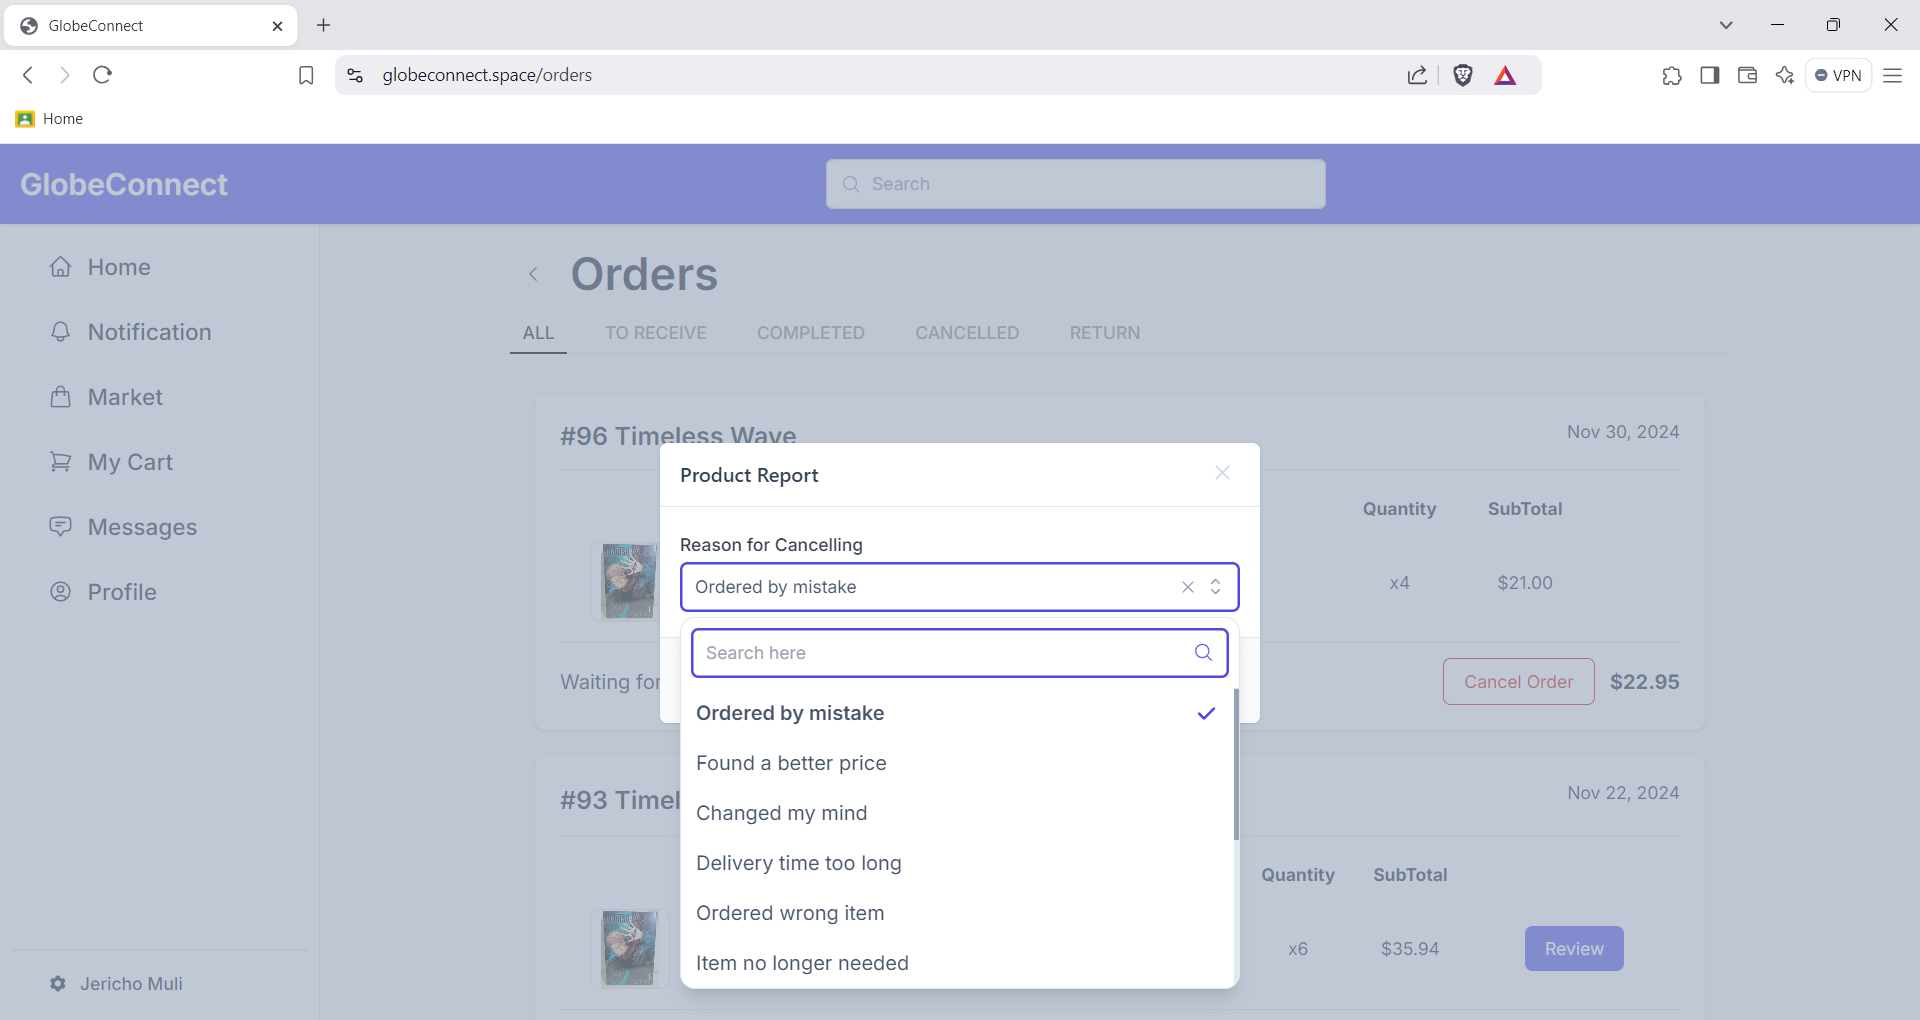 GlobeConnect
globeconnect.space/orders
VPN
Home
GlobeConnect
Search
Home
Notification
Market
My Cart
Messages
Profile
Jericho Muli
Orders
ALL TO RECEIVE COMPLETED CANCELLED RETURN
#96 Timeless Wave
Nov 30, 2024
Quantity SubTotal
x4 $21.00
Waiting for
Cancel Order $22.95
Product Report
Reason for Cancelling
Ordered by mistake
Search here
Ordered by mistake
Found a better price
Changed my mind
Delivery time too long
Ordered wrong item
Item no longer needed
#93 Timel
Nov 22, 2024
Quantity SubTotal
x6 $35.94 Review